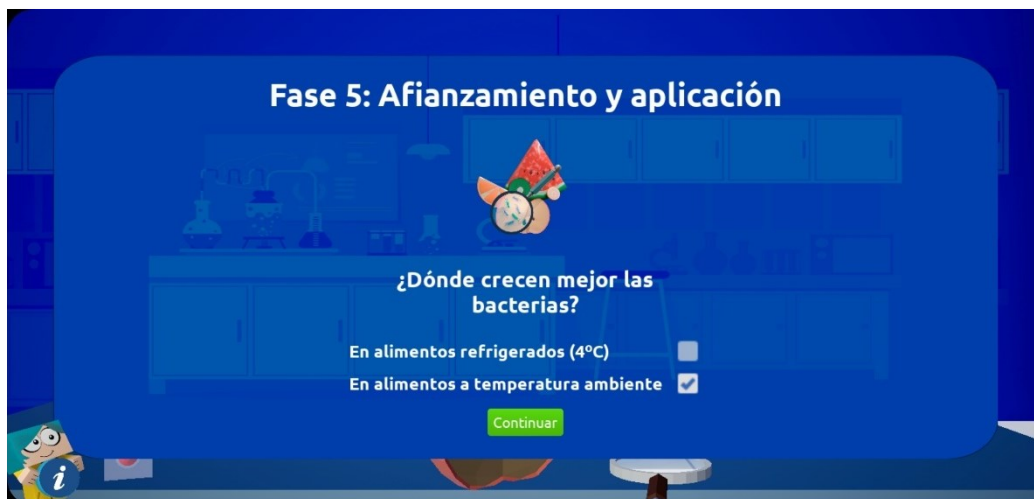 Fase 5: Afianzamiento y aplicación
¿Dónde crecen mejor las
bacterias?
En alimentos refrigerados (4ºC)
En alimentos a temperatura ambiente
Continuar
i